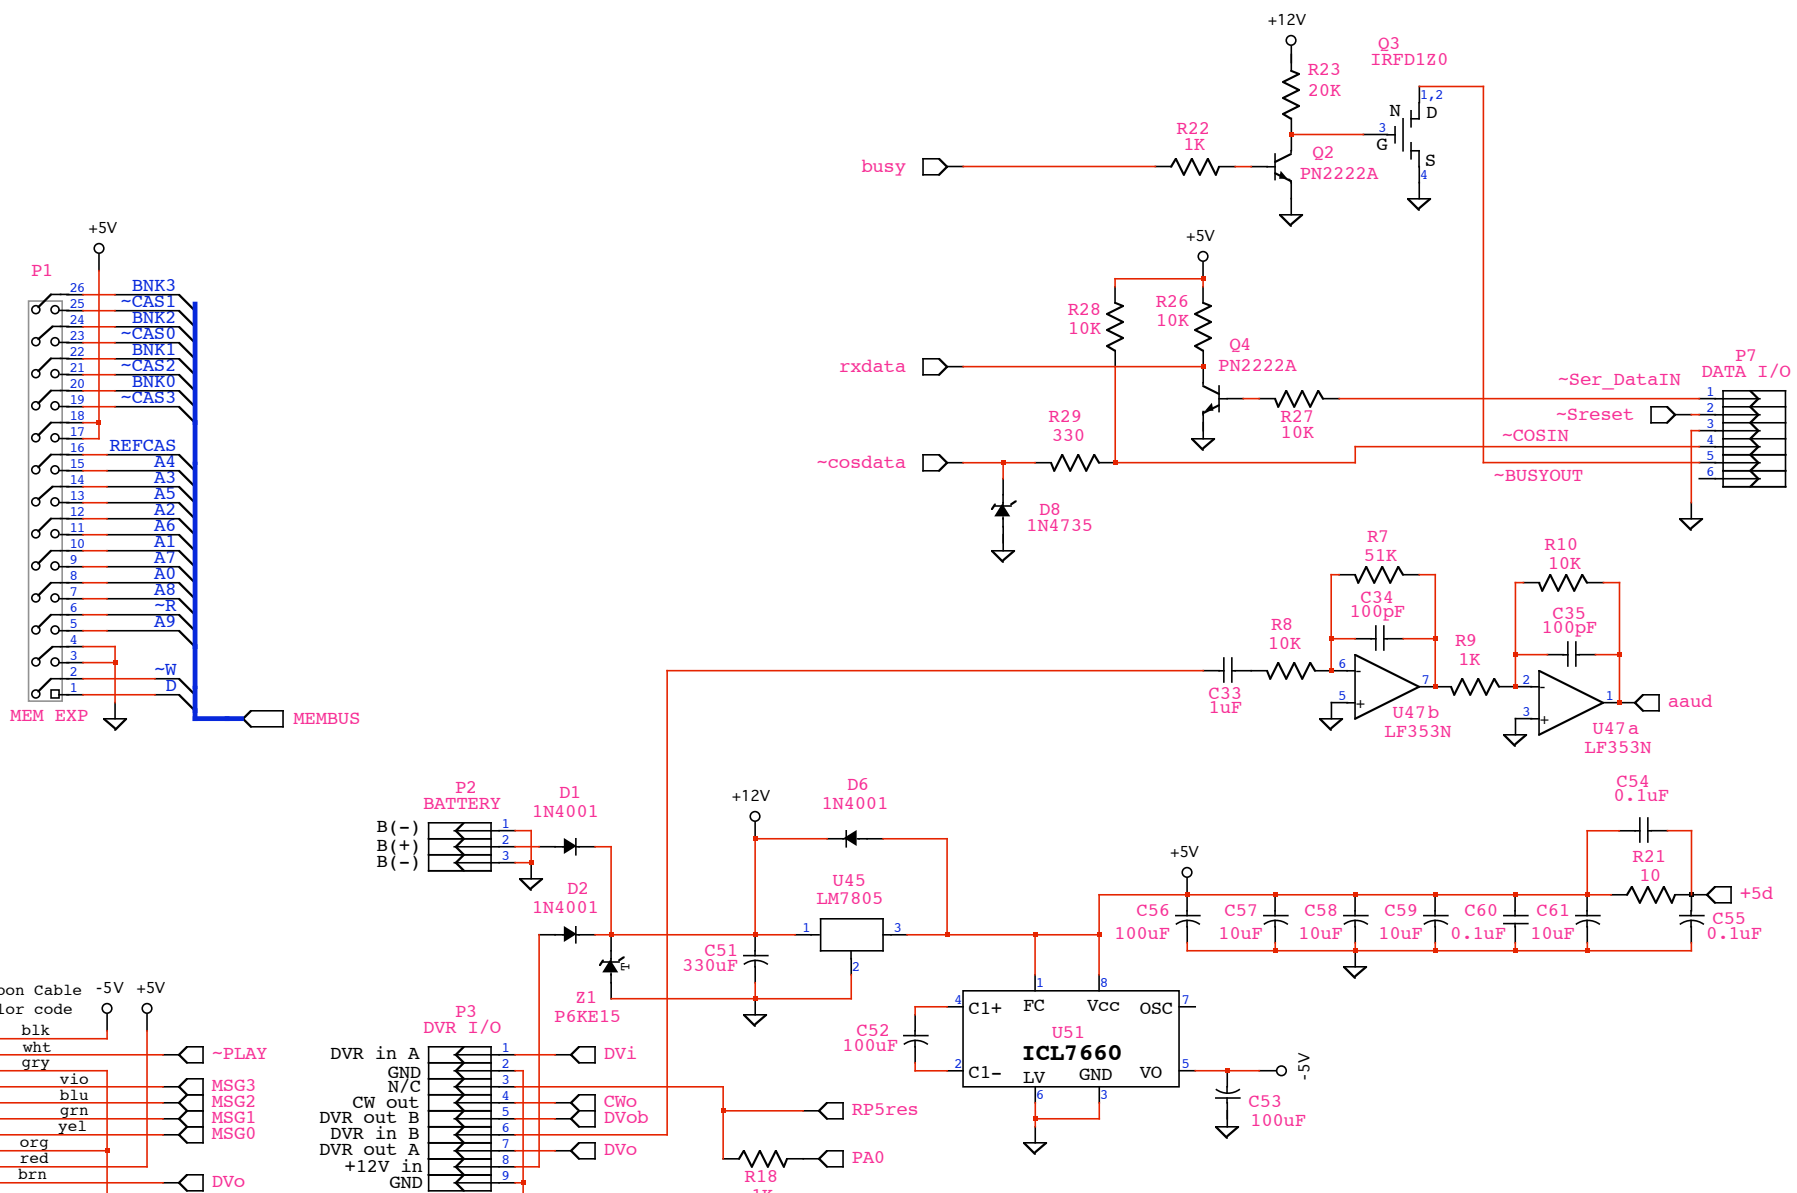 +12V
Q3
IRFD1Z0
R23
20K
1,2
N
D
3
G
R22
1K
Q2
PN2222A
S
4
busy
+5V
+5V
P1
26 BNK3
25 ~CAS1
24 BNK2
23 ~CAS0
22 BNK1
21 ~CAS2
20 BNK0
19 ~CAS3
18
17
16 REFCAS
15 A4
14 A3
13 A5
12 A2
11 A6
10 A1
9 A7
8 A0
7 A8
6 ~R
5 A9
4
3
2 ~W
1 D
MEM EXP
MEMBUS
R28
10K
R26
10K
rxdata
Q4
PN2222A
R27
10K
R29
330
~cosdata
D8
1N4735
P7
DATA I/O
~Ser_DataIN
~Sreset
~COSIN
~BUSYOUT
1
2
3
4
5
6
R7
51K
C34
100pF
R10
10K
C35
100pF
R8
10K
R9
1K
C33
1uF
6
-
5
+
7
U47b
LF353N
2
-
3
+
1
U47a
LF353N
aaud
P2
BATTERY
B(-) 1
B(+) 2
B(-) 3
D1
1N4001
D2
1N4001
+12V
D6
1N4001
U45
LM7805
1
3
2
C51
330uF
T
Z1
P6KE15
C54
0.1uF
+5V
R21
10
+5d
C56
100uF
C57
10uF
C58
10uF
C59
10uF
C60
0.1uF
C61
10uF
C55
0.1uF
C52
100uF
4 C1+
1 FC
8 Vcc
OSC 7
U51
ICL7660
2 C1-
LV
6
GND
3
VO 5
-5V
C53
100uF
P3
DVR I/O
DVR in A 1 DVi
GND 2
N/C 3
CW out 4 CWo
DVR out B 5 DVob
DVR in B 6
DVR out A 7 DVo
+12V in 8
GND 9
RP5res
PA0
R18
1K
bon Cable
lor code
-5V
+5V
blk
wht ~PLAY
gry
vio MSG3
blu MSG2
grn MSG1
yel MSG0
org
red
brn DVo